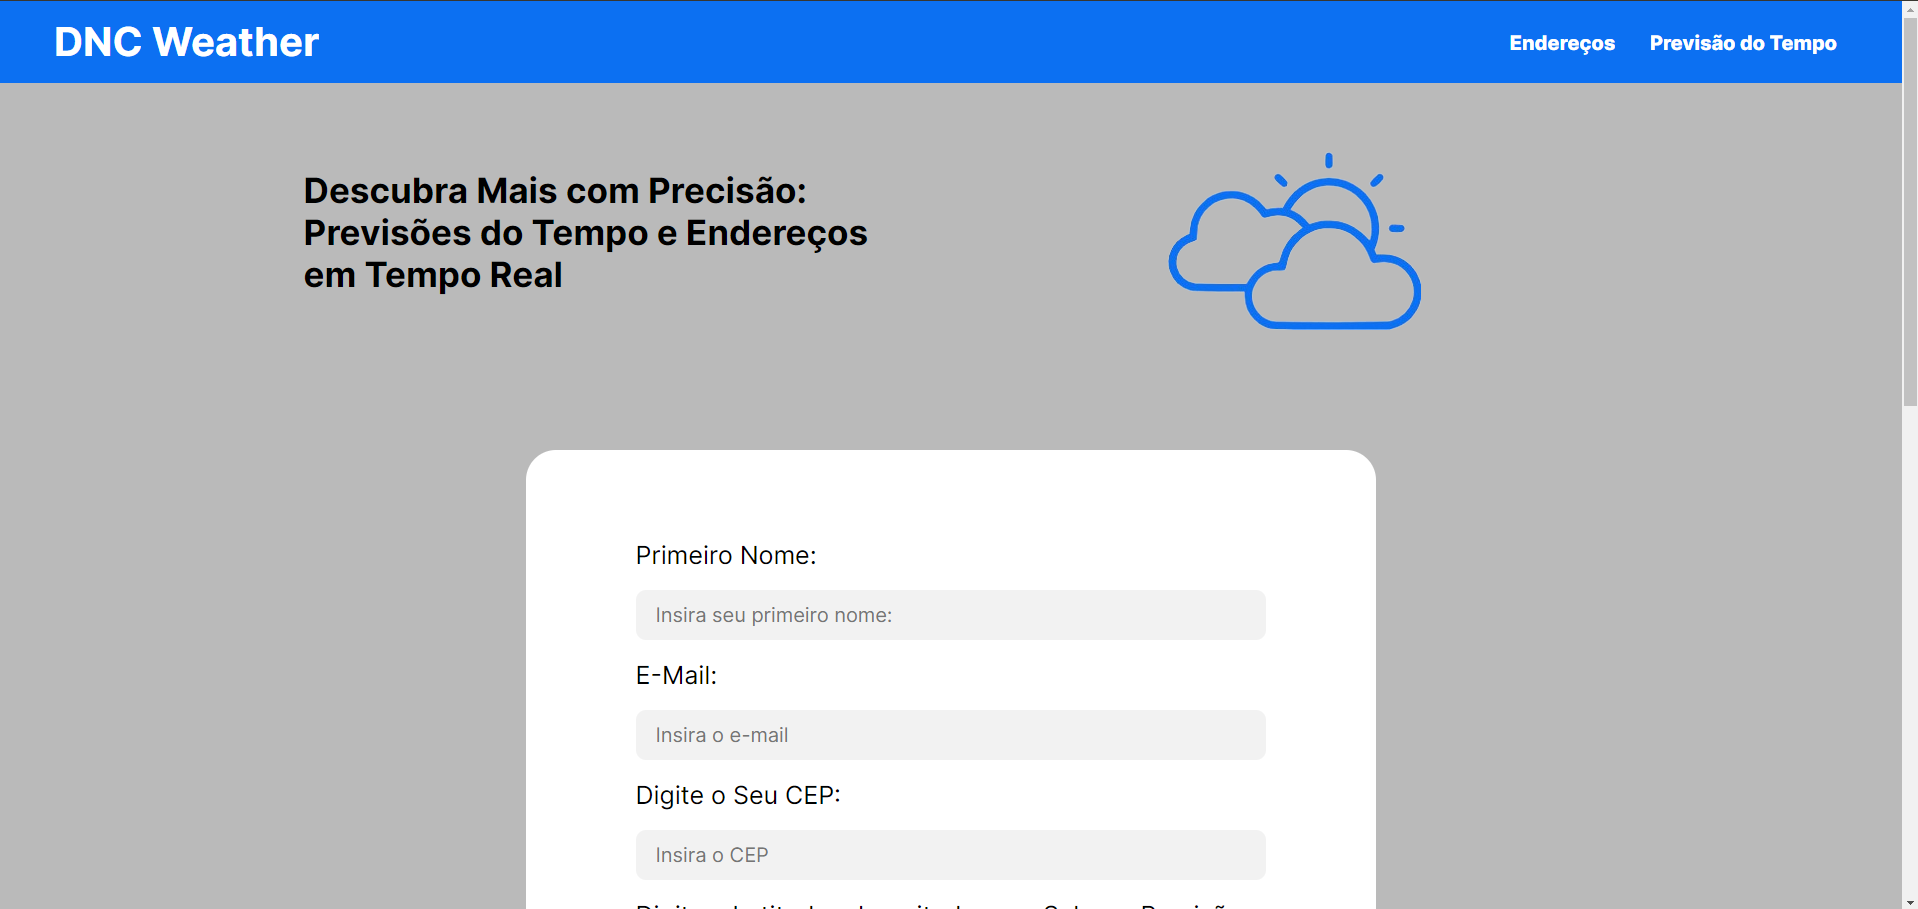 DNC Weather
Endereços
Previsão do Tempo
Descubra Mais com Precisão:
Previsões do Tempo e Endereços
em Tempo Real
Primeiro Nome:
Insira seu primeiro nome:
E-Mail:
Insira o e-mail
Digite o Seu CEP:
Insira o CEP